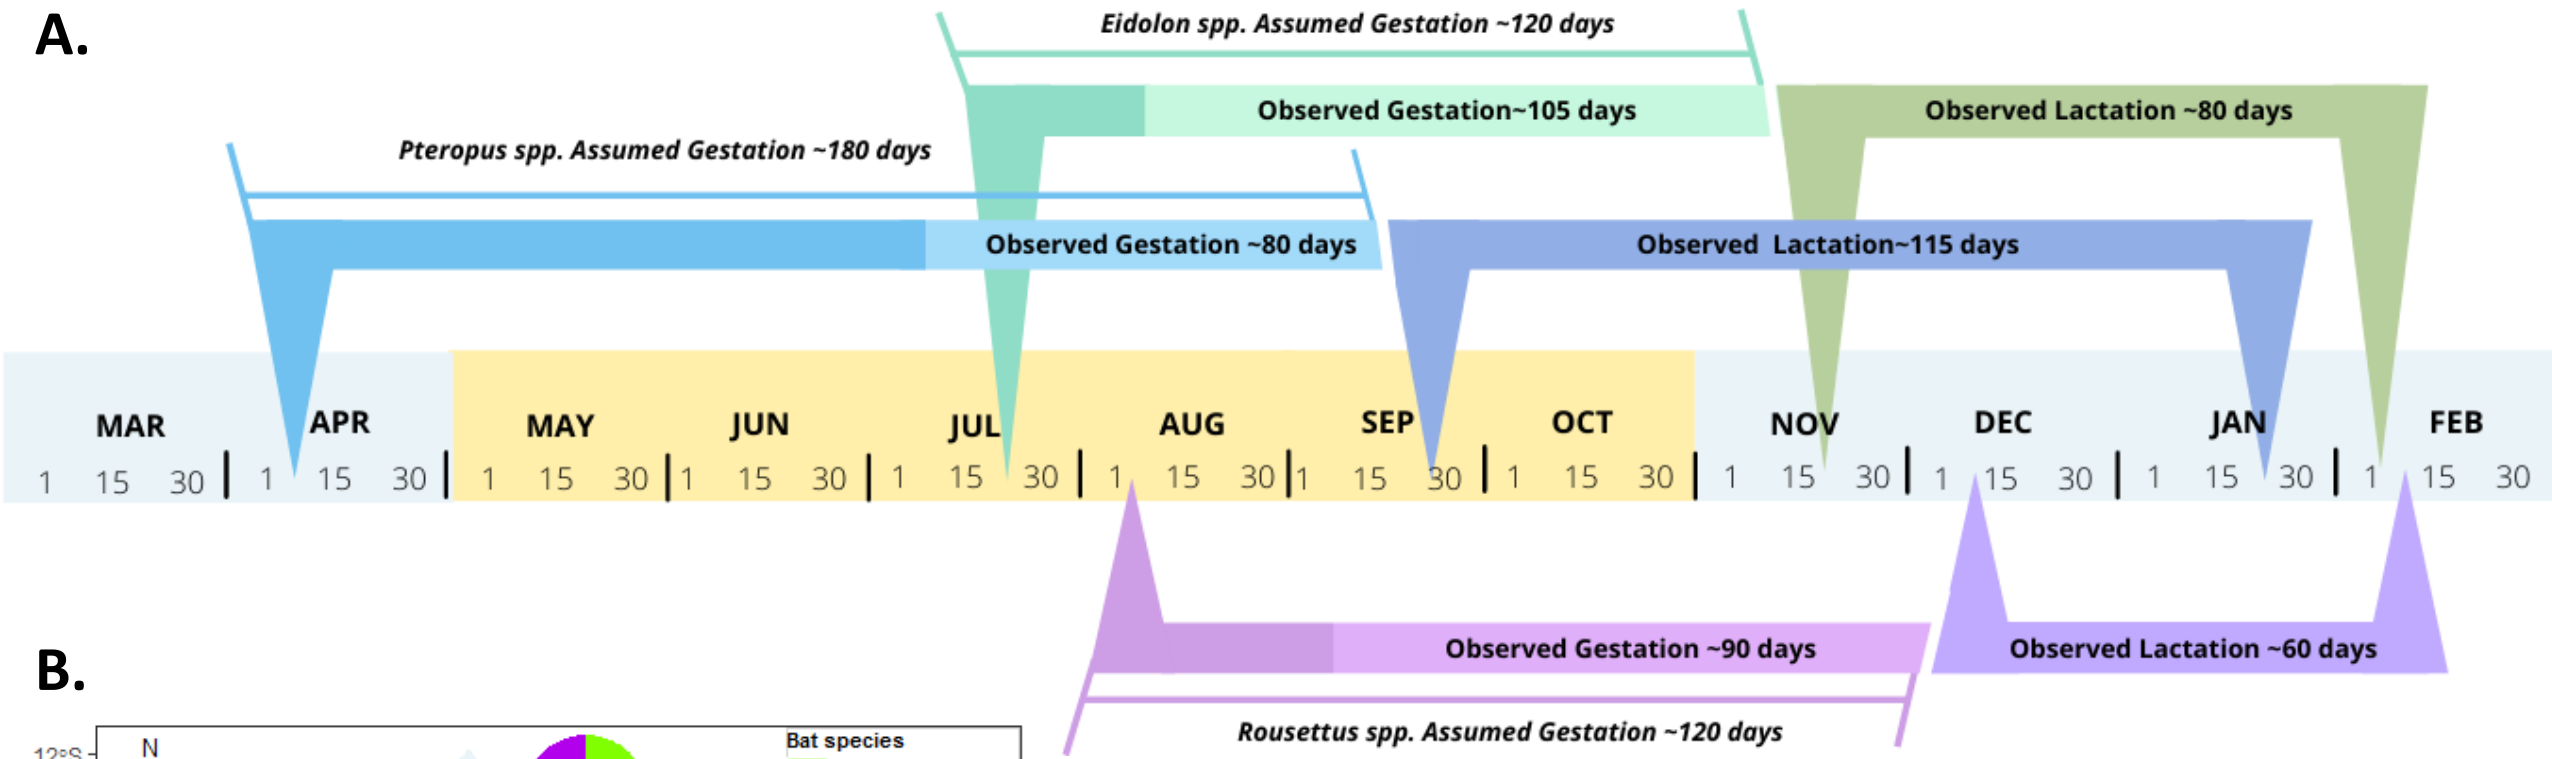 A.
Eidolon spp. Assumed Gestation ~120 days
Observed Gestation~105 days
Observed Lactation ~80 days
Pteropus spp. Assumed Gestation ~180 days
Observed Gestation ~80 days
Observed  Lactation~115 days
MAR APR MAY JUN JUL AUG SEP OCT NOV DEC JAN FEB
1 15 30 1 15 30 1 15 30 1 15 30 1 15 30 1 15 30 1 15 30 1 15 30 1 15 30 1 15 30 1 15 30 1 15 30
Observed Gestation ~90 days
Observed Lactation ~60 days
B.
Rousettus spp. Assumed Gestation ~120 days
12°S
N
Bat species